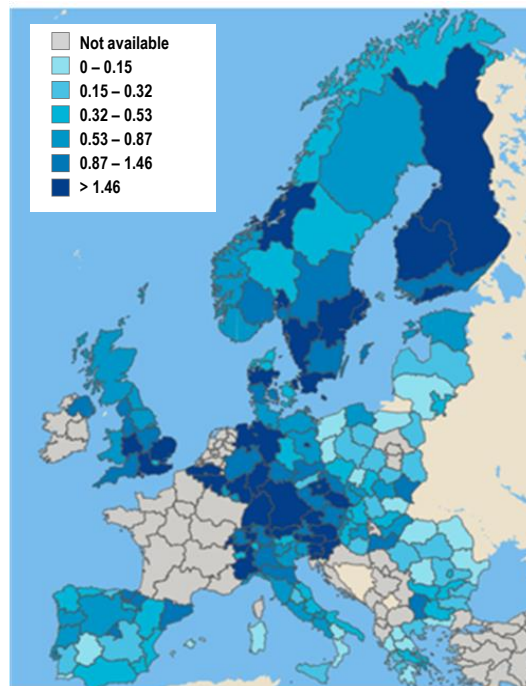 Not available
0 – 0.15
0.15 – 0.32
0.32 – 0.53
0.53 – 0.87
0.87 – 1.46
> 1.46